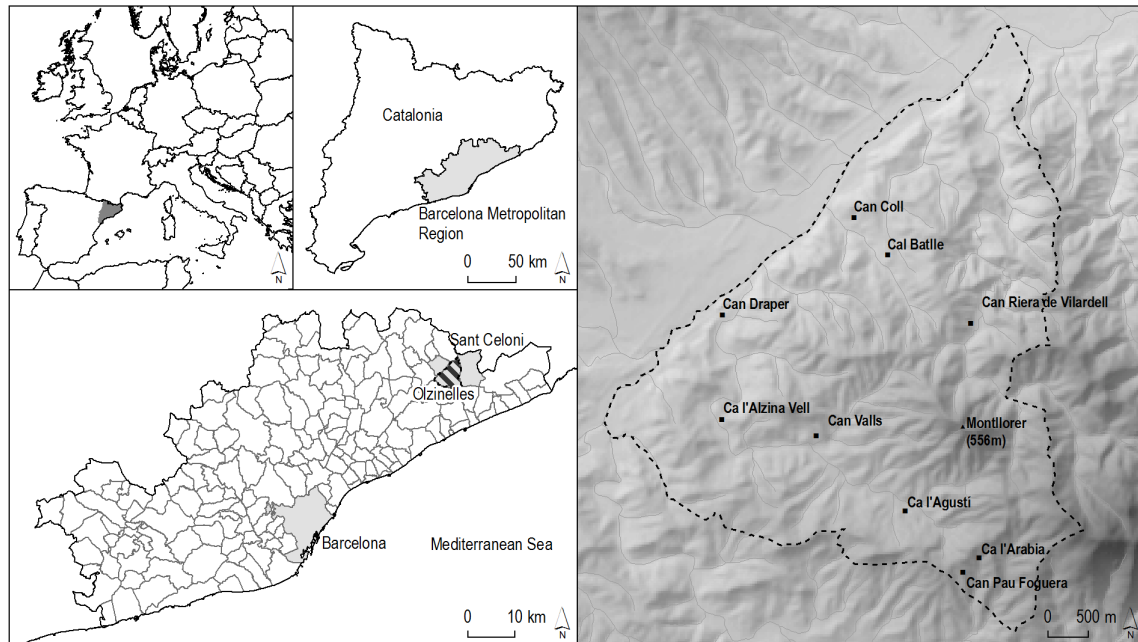 N
Catalonia
Barcelona Metropolitan
Region
0 50 km
N
Sant Celoni
Olzinelles
Barcelona
Mediterranean Sea
0 10 km
N
Can Coll
Cal Batlle
Can Draper
Can Riera de Vilardell
Ca l'Alzina Vell
Can Valls
Montllorer
(556m)
Ca l'Agustí
Ca l'Arabia
Can Pau Foguera
0 500 m
N